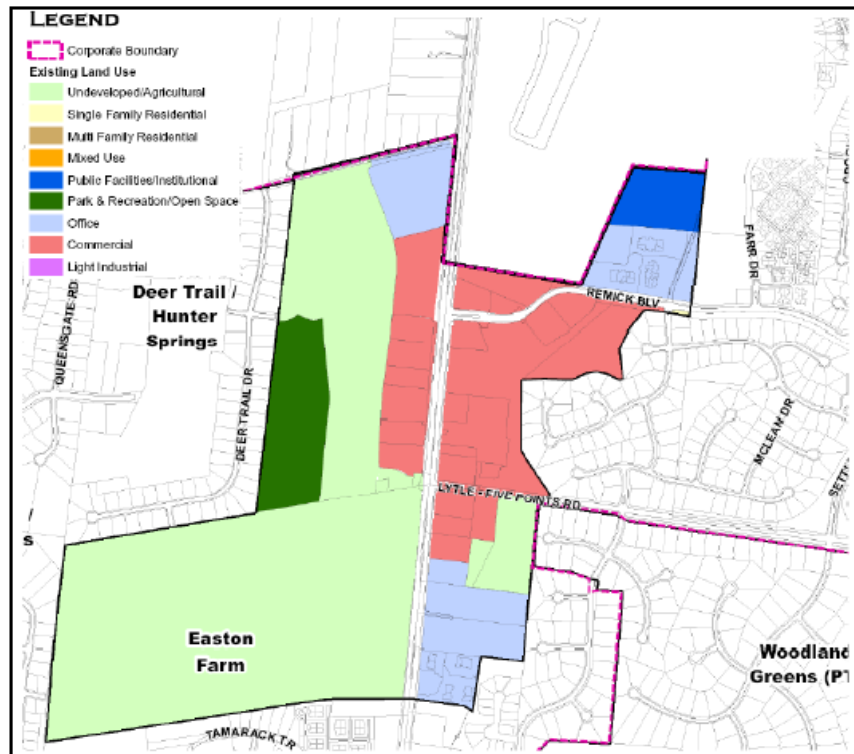 LEGEND
Corporate Boundary
Existing Land Use
Undeveloped/Agricultural
Single Family Residential
Multi Family Residential
Mixed Use
Public Facilities/Institutional
Park & Recreation/Open Space
Office
Commercial
Light Industrial
Deer Trail /
Hunter
Springs
QUEENSGATE RD
DEER TRAIL DR
REMICK BLV
FARR DR
MCLEAN DR
SETTL
LYTLE - FIVE POINTS RD
/
S
Easton
Farm
Woodland
Greens (PT
TAMARACK TR